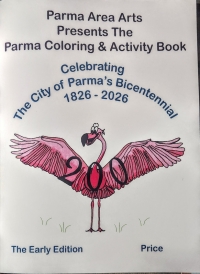 Parma Area Arts
Presents The
Parma Coloring & Activity Book
Celebrating
The City of Parma's Bicentennial
1826 - 2026
200
The Early Edition Price